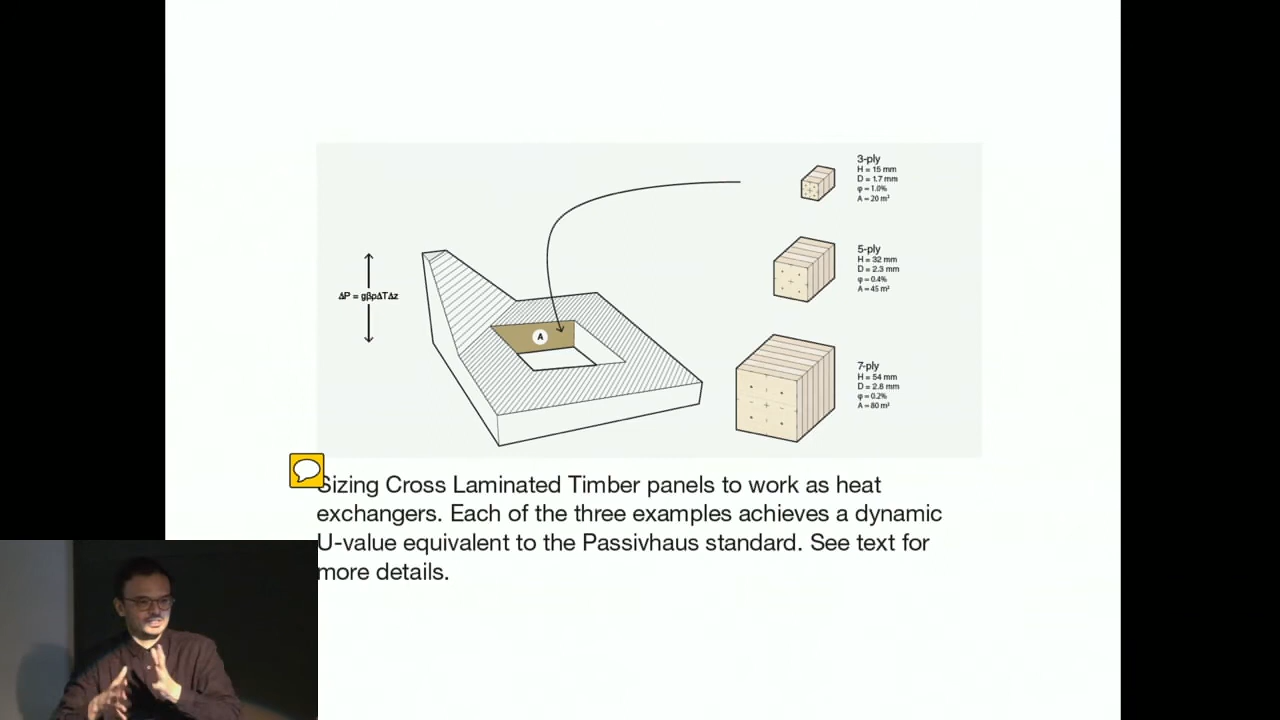 3-ply
H = 15 mm
D = 1.7 mm
φ = 1.0%
A = 20 m²
ΔP = gβρΔTΔz
A
5-ply
H = 32 mm
D = 2.3 mm
φ = 0.4%
A = 45 m²
7-ply
H = 54 mm
D = 2.8 mm
φ = 0.2%
A = 80 m²
Sizing Cross Laminated Timber panels to work as heat
exchangers. Each of the three examples achieves a dynamic
U-value equivalent to the Passivhaus standard. See text for
more details.